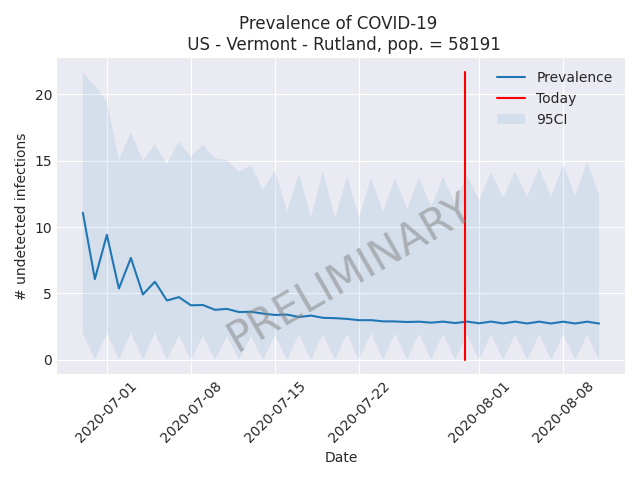 Prevalence of COVID-19
US - Vermont - Rutland, pop. = 58191
Prevalence
Today
95CI
20
15
10
5
0
# undetected infections
PRELIMINARY
2020-07-01
2020-07-08
2020-07-15
2020-07-22
2020-08-01
2020-08-08
Date